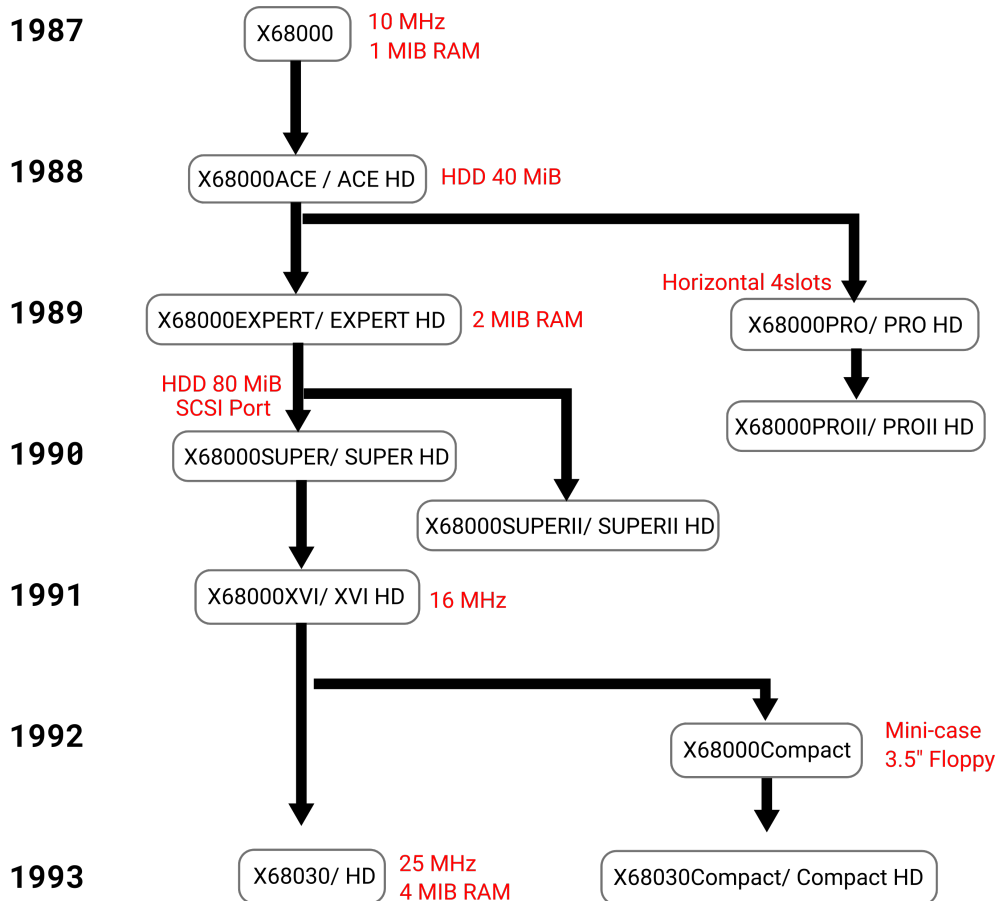 1987
X68000
10 MHz
1 MIB RAM
1988
X68000ACE / ACE HD
HDD 40 MiB
Horizontal 4slots
1989
X68000EXPERT/ EXPERT HD
2 MIB RAM
X68000PRO/ PRO HD
HDD 80 MiB
SCSI Port
X68000PROII/ PROII HD
1990
X68000SUPER/ SUPER HD
X68000SUPERII/ SUPERII HD
1991
X68000XVI/ XVI HD
16 MHz
1992
X68000Compact
Mini-case
3.5" Floppy
1993
X68030/ HD
25 MHz
4 MIB RAM
X68030Compact/ Compact HD